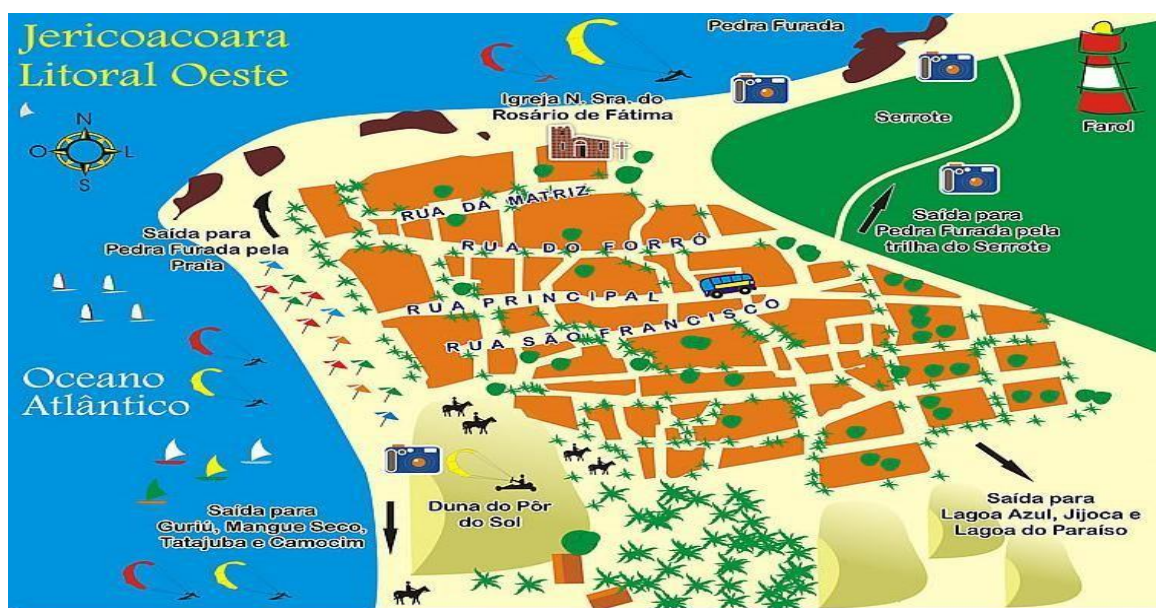 Jericoacoara
Litoral Oeste
Pedra Furada
Igreja N. Sra. do
Rosário de Fátima
Serrote
Farol
N
O
L
S
RUA DA MATRIZ
Saída para
Pedra Furada pela
Praia
Saída para
Pedra Furada pela
trilha do Serrote
RUA DO FORRÓ
RUA PRINCIPAL
RUA SÃO FRANCISCO
Oceano
Atlântico
Duna do Pôr
do Sol
Saída para
Guriú, Mangue Seco,
Tatajuba e Camocim
Saída para
Lagoa Azul, Jijoca e
Lagoa do Paraíso